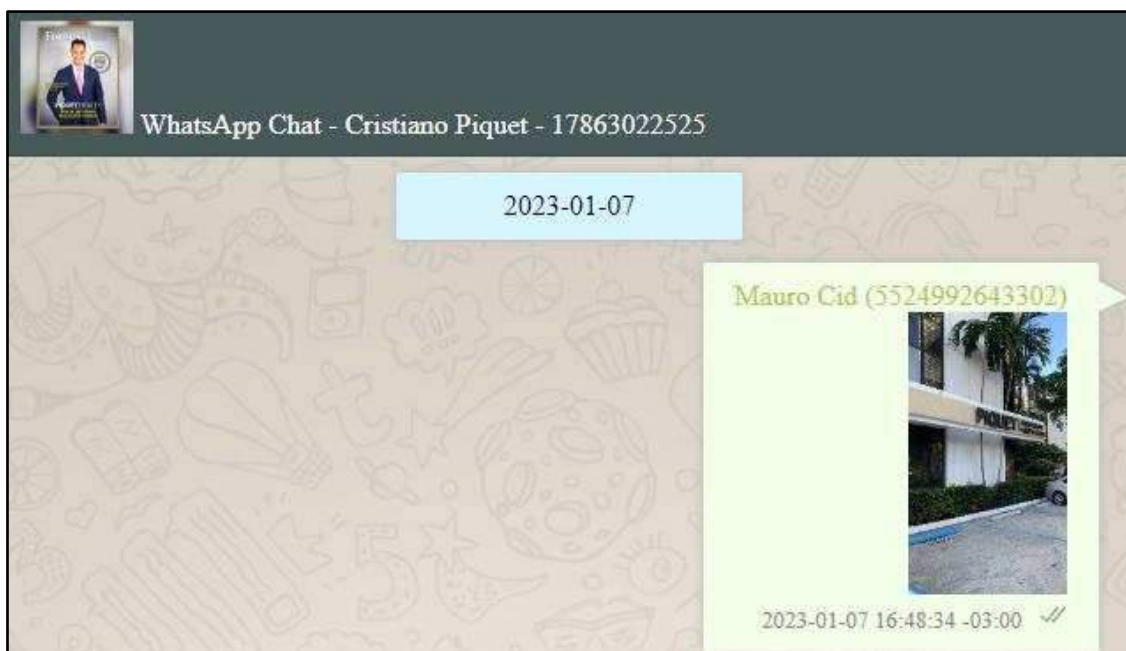 WhatsApp Chat - Cristiano Piquet - 17863022525
2023-01-07
Mauro Cid (5524992643302)
PIQUET
2023-01-07 16:48:34 -03:00